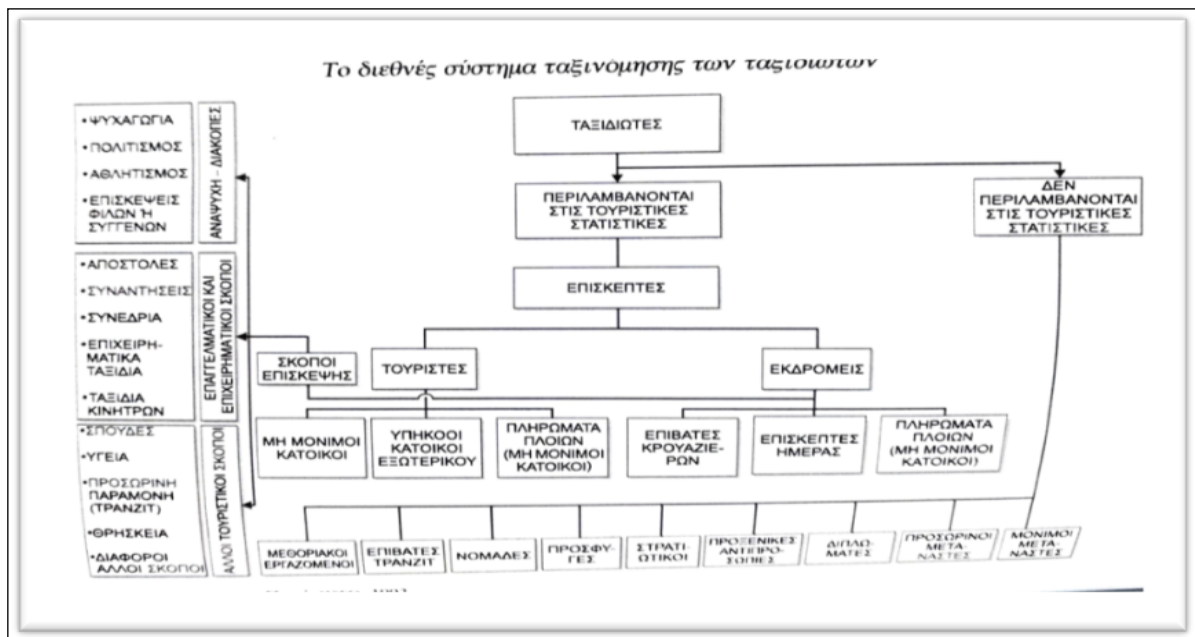 Το διεθνές σύστημα ταξινόμησης των ταξιδιωτών
• ΨΥΧΑΓΩΓΙΑ
• ΠΟΛΙΤΙΣΜΟΣ
• ΑΘΛΗΤΙΣΜΟΣ
• ΕΠΙΣΚΕΨΕΙΣ
ΦΙΛΩΝ Ή
ΣΥΓΓΕΝΩΝ
ΑΝΑΨΥΧΗ – ΔΙΑΚΟΠΕΣ
• ΑΠΟΣΤΟΛΕΣ
• ΣΥΝΑΝΤΗΣΕΙΣ
• ΣΥΝΕΔΡΙΑ
• ΕΠΙΧΕΙΡΗ-
ΜΑΤΙΚΑ
ΤΑΞΙΔΙΑ
• ΤΑΞΙΔΙΑ
ΚΙΝΗΤΡΩΝ
ΕΠΑΓΓΕΛΜΑΤΙΚΟΙ ΚΑΙ
ΕΠΙΧΕΙΡΗΜΑΤΙΚΟΙ ΣΚΟΠΟΙ
• ΣΠΟΥΔΕΣ
• ΥΓΕΙΑ
• ΠΡΟΣΩΡΙΝΗ
ΠΑΡΑΜΟΝΗ
(ΤΡΑΝΖΙΤ)
• ΘΡΗΣΚΕΙΑ
• ΔΙΑΦΟΡΟΙ
ΑΛΛΟΙ ΣΚΟΠΟΙ
ΑΛΛΟΙ ΤΟΥΡΙΣΤΙΚΟΙ ΣΚΟΠΟΙ
ΤΑΞΙΔΙΩΤΕΣ
ΠΕΡΙΛΑΜΒΑΝΟΝΤΑΙ
ΣΤΙΣ ΤΟΥΡΙΣΤΙΚΕΣ
ΣΤΑΤΙΣΤΙΚΕΣ
ΔΕΝ
ΠΕΡΙΛΑΜΒΑΝΟΝΤΑΙ
ΣΤΙΣ ΤΟΥΡΙΣΤΙΚΕΣ
ΣΤΑΤΙΣΤΙΚΕΣ
ΕΠΙΣΚΕΠΤΕΣ
ΣΚΟΠΟΙ
ΕΠΙΣΚΕΨΗΣ
ΤΟΥΡΙΣΤΕΣ
ΕΚΔΡΟΜΕΙΣ
ΜΗ ΜΟΝΙΜΟΙ
ΚΑΤΟΙΚΟΙ
ΥΠΗΚΟΟΙ
ΚΑΤΟΙΚΟΙ
ΕΞΩΤΕΡΙΚΟΥ
ΠΛΗΡΩΜΑΤΑ
ΠΛΟΙΩΝ
(ΜΗ ΜΟΝΙΜΟΙ
ΚΑΤΟΙΚΟΙ)
ΕΠΙΒΑΤΕΣ
ΚΡΟΥΑΖΙΕ-
ΡΩΝ
ΕΠΙΣΚΕΠΤΕΣ
ΗΜΕΡΑΣ
ΠΛΗΡΩΜΑΤΑ
ΠΛΟΙΩΝ
(ΜΗ ΜΟΝΙΜΟΙ
ΚΑΤΟΙΚΟΙ)
ΜΕΘΟΡΙΑΚΟΙ
ΕΡΓΑΖΟΜΕΝΟΙ
ΕΠΙΒΑΤΕΣ
ΤΡΑΝΖΙΤ
ΝΟΜΑΔΕΣ
ΠΡΟΣΦΥ-
ΓΕΣ
ΣΤΡΑΤΙ-
ΩΤΙΚΟΙ
ΠΡΟΞΕΝΙΚΕΣ
ΑΝΤΙΠΡΟ-
ΣΩΠΙΕΣ
ΔΙΠΛΩ-
ΜΑΤΕΣ
ΠΡΟΣΩΡΙΝΟΙ
ΜΕΤΑ-
ΝΑΣΤΕΣ
ΜΟΝΙΜΟΙ
ΜΕΤΑ-
ΝΑΣΤΕΣ